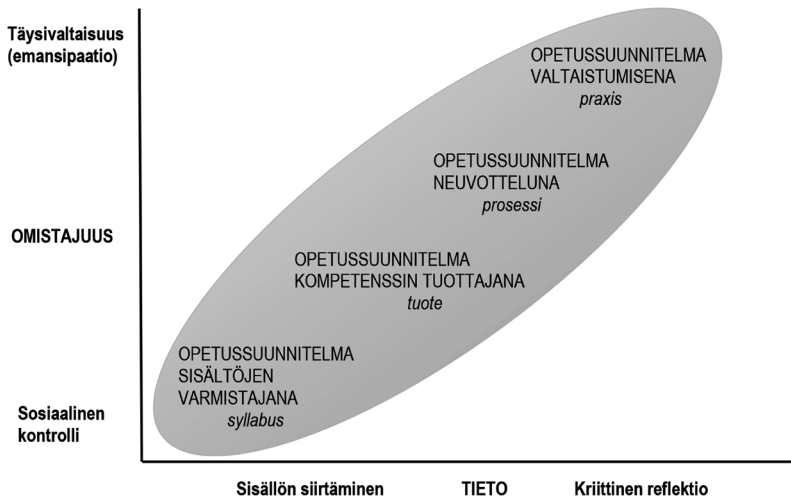 Täysivaltaisuus
(emansipaatio)
OPETUSSUUNNITELMA
VALTAISTUMISENA
praxis
OPETUSSUUNNITELMA
NEUVOTTELUNA
prosessi
OMISTAJUUS
OPETUSSUUNNITELMA
KOMPETENSSIN TUOTTAJANA
tuote
OPETUSSUUNNITELMA
SISÄLTÖJEN
VARMISTAJANA
syllabus
Sosiaalinen
kontrolli
Sisällön siirtäminen TIETO Kriittinen reflektio